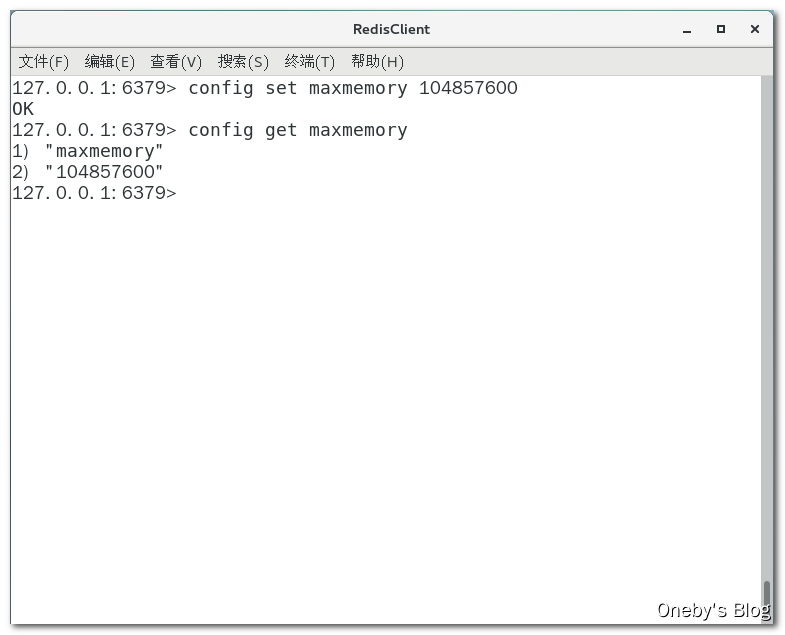 RedisClient
文件(F) 编辑(E) 查看(V) 搜索(S) 终端(T) 帮助(H)
127.0.0.1:6379> config set maxmemory 104857600
OK
127.0.0.1:6379> config get maxmemory
1) "maxmemory"
2) "104857600"
127.0.0.1:6379>
Oneby's Blog